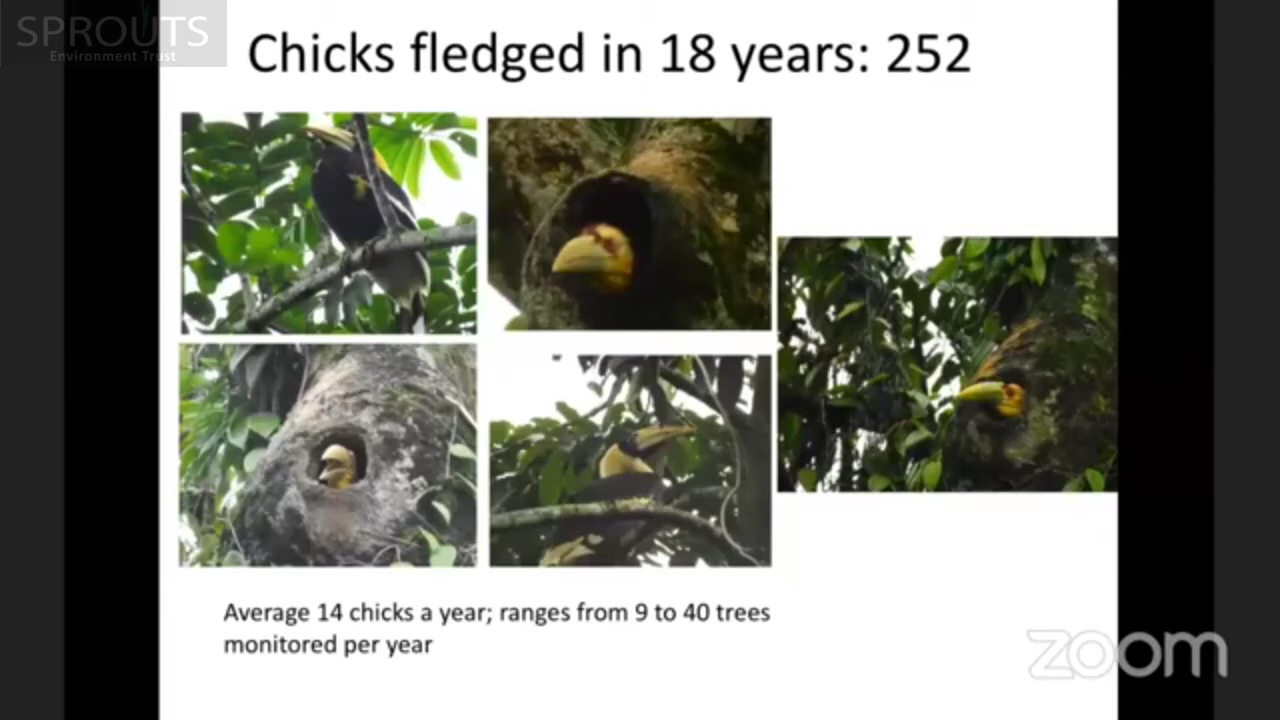 SPROUTS
Environment Trust
Chicks fledged in 18 years: 252
Average 14 chicks a year; ranges from 9 to 40 trees
monitored per year
zoom